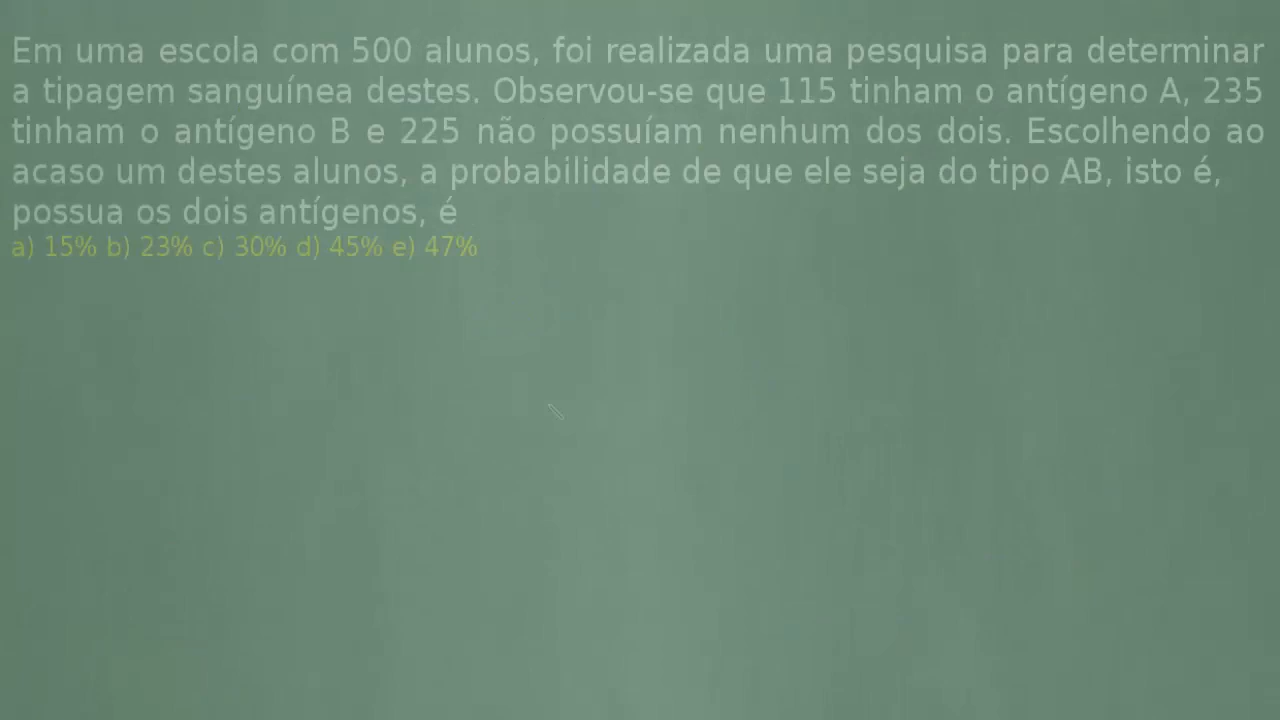 Em uma escola com 500 alunos, foi realizada uma pesquisa para determinar
a tipagem sanguínea destes. Observou-se que 115 tinham o antígeno A, 235
tinham o antígeno B e 225 não possuíam nenhum dos dois. Escolhendo ao
acaso um destes alunos, a probabilidade de que ele seja do tipo AB, isto é,
possua os dois antígenos, é
a) 15% b) 23% c) 30% d) 45% e) 47%